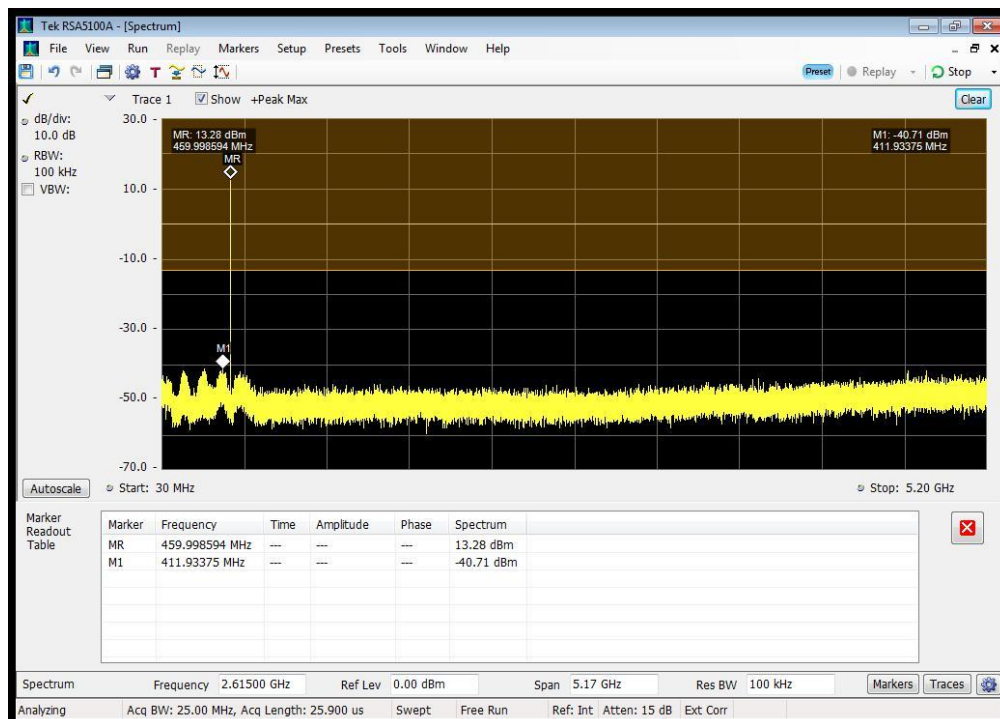 Tek RSA5100A - [Spectrum]
File View Run Replay Markers Setup Presets Tools Window Help
T Preset Replay Stop
Trace 1 Show +Peak Max Clear
dB/div:
10.0 dB
RBW:
100 kHz
VBW:
30.0
10.0
-10.0
-30.0
-50.0
-70.0
MR: 13.28 dBm
459.998594 MHz
MR
M1: -40.71 dBm
411.93375 MHz
M1
Autoscale Start: 30 MHz Stop: 5.20 GHz
Marker
Readout
Table
Marker Frequency Time Amplitude Phase Spectrum
MR 459.998594 MHz --- --- --- 13.28 dBm
M1 411.93375 MHz --- --- --- -40.71 dBm
Spectrum Frequency 2.61500 GHz Ref Lev 0.00 dBm Span 5.17 GHz Res BW 100 kHz Markers Traces
Analyzing Acq BW: 25.00 MHz, Acq Length: 25.900 us Swept Free Run Ref: Int Atten: 15 dB Ext Corr